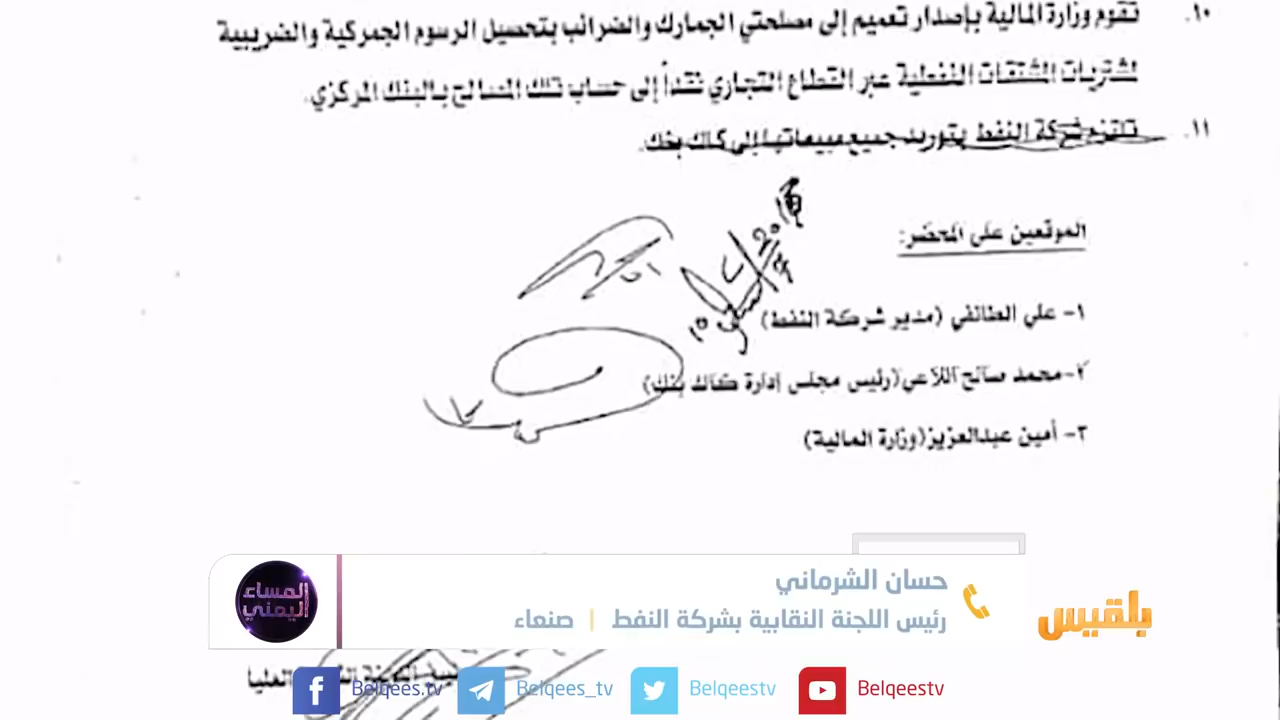 ١٠. تقوم وزارة المالية بإصدار تعميم إلى مصلحتي الجمارك والضرائب بتحصيل الرسوم الجمركية والضريبية
لمشتريات المشتقات النفطية عبر القطاع التجاري نقداً إلى حساب تلك المصالح بالبنك المركزي.
١١. تلتزم شركة النفط بتوريد جميع مبيعاتها إلى كاك بنك.
الموقعين على المحضر:
١- علي الطائفي (مدير شركة النفط)
٢- محمد صالح اللاعي (رئيس مجلس إدارة كاك بنك)
٣- أمين عبدالعزيز (وزارة المالية)
المساء اليمني
حسان الشرماني
رئيس اللجنة النقابية بشركة النفط | صنعاء
بلقيس
العليا
Belqees.tv Belqees_tv Belqeestv Belqeestv